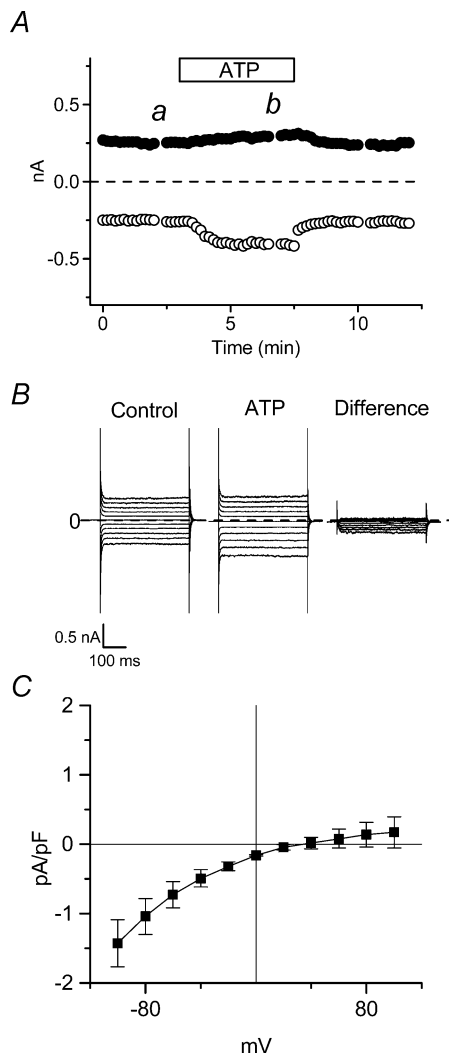 A
ATP
a
b
0.5
0.0
-0.5
nA
0
5
10
Time (min)
B
Control
ATP
Difference
0
0.5 nA
100 ms
C
2
1
0
-1
-2
pA/pF
-80
80
mV